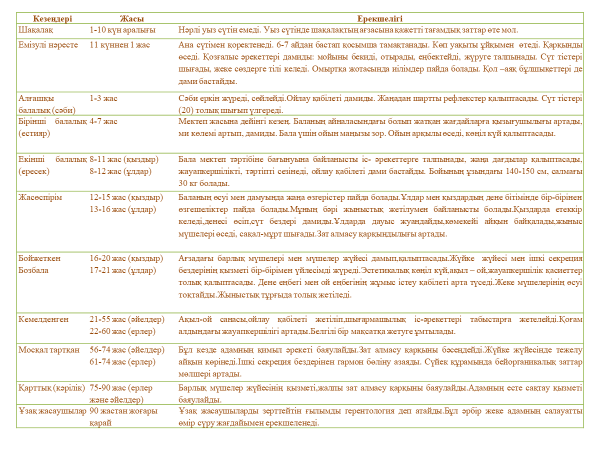 Кезеңдері Жасы Ерекшелігі
Шақалақ 1-10 күн аралығы Нәрлі уыз сүтін емеді. Уыз сүтінде шақалақтың ағзасына қажетті тағамдық заттар өте мол.
Емізулі нәресте 11 күннен 1 жас Ана сүтімен қоректенеді. 6-7 айдан бастап қосымша тамақтанады. Көп уақыты ұйқымен өтеді. Қарқынды
өседі. Қозғалыс әрекеттері дамиды: мойыны бекиді, отырады, еңбектейді, жүруге талпынады. Сүт тістері
шығады, жеке сөздерге тілі келеді. Омыртқа жотасында иілімдер пайда болады. Қол –аяқ бұлшықеттері де
дами бастайды.
Алғашқы 1-3 жас Сәби еркін жүреді, сөйлейді.Ойлау қабілеті дамиды. Жаңадан шартты рефлекстер қалыптасады. Сүт тістері
балалық (сәби) (20) толық шығып үлгереді.
Бірінші балалық 4-7 жас Мектеп жасына дейінгі кезең. Баланың айналасындағы болып жатқан жағдайларға қызығушылығы артады,
(естияр) ми көлемі артып, дамиды. Бала үшін ойын маңызы зор. Ойын арқылы өседі, көңіл күй қалыптасады.
Екінші балалық 8-11 жас (қыздар) Бала мектеп тәртібіне бағынуына байланысты іс- әрекеттерге талпынады, жаңа дағдылар қалыптасады,
(ересек) 8-12 жас (ұлдар) жауапкершілікті, тәртіпті сезінеді, ойлау қабілеті дами бастайды. Бойының ұзындағы 140-150 см, салмағы
30 кг болады.
Жасөспірім 12-15 жас (қыздар) Баланың өсуі мен дамуында жаңа өзгерістер пайда болады.Ұлдар мен қыздардың дене бітімінде бір-бірінен
13-16 жас (ұлдар) өзгешеліктер пайда болады.Мұның бәрі жыныстық жетілумен байланысты болады.Қыздарда етеккір
келеді,денесі өсіп,сүт бездері дамиды.Ұлдарда дауыс жуандайды,көмекейі айқын байқалады,жыныс
мүшелері өседі, сақал-мұрт шығады.Зат алмасу қарқындылығы артады.
Бойжеткен 16-20 жас (қыздар) Ағзадағы барлық мүшелері мен мүшелер жүйесі дамып,қалыптасады.Жүйке жүйесі мен ішкі секреция
Бозбала 17-21 жас (ұлдар) бездерінің қызметі бір-бірімен үйлесімді жүреді.Эстетикалық көңіл күй,ақыл – ой,жауапкершілік қасиеттер
толық қалыптасады. Дене еңбегі мен ой еңбегінің жұмыс істеу қабілеті арта түседі.Жеке мүшелерінің өсуі
тоқтайды.Жыныстық тұрғыда толық жетіледі.
Кемелденген 21-55 жас (әйелдер) Ақыл-ой санасы,ойлау қабілеті жетіліп,шығармашылық іс-әрекеттері табыстарға жетелейді.Қоғам
22-60 жас (ерлер) алдындағы жауапкершілігі артады.Белгілі бір мақсатқа жетуге ұмтылады.
Мосқал тартқан 56-74 жас (әйелдер) Бұл кезде адамның қимыл әрекеті баяулайды.Зат алмасу қарқыны бәсеңдейді.Жүйке жүйесінде тежелу
61-74 жас (ерлер) айқын көрінеді.Ішкі секреция бездерінен гармон бөліну азаяды. Сүйек құрамында бейорганикалық заттар
мөлшері артады.
Қарттық (кәрілік) 75-90 жас (ерлер Барлық мүшелер жүйесінің қызметі,жалпы зат алмасу қарқыны баяулайды.Адамның есте сақтау қызметі
және әйелдер) баяулайды.
Ұзақ жасаушылар 90 жастан жоғары Ұзақ жасаушыларды зерттейтін ғылымды герентология деп атайды.Бұл әрбір жеке адамның салауатты
қарай өмір сүру жағдайымен ерекшеленеді.